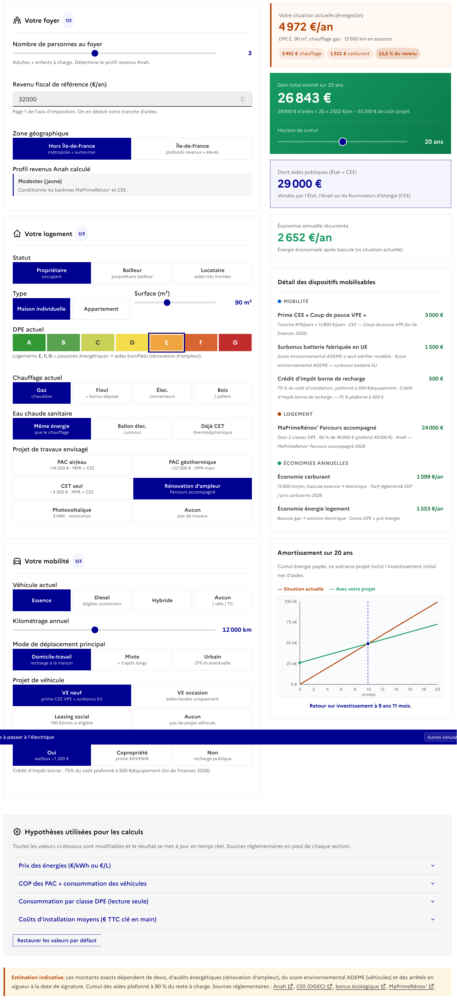 Votre foyer 1/3
Nombre de personnes au foyer
3
Adultes + enfants à charge. Détermine le profil revenus Anah.
Revenu fiscal de référence (€/an)
32000
Page 1 de l'avis d'imposition. On en déduit votre tranche d'aides.
Zone géographique
Hors Île-de-France
métropole + outre-mer
Île-de-France
plafonds revenus + élevés
Profil revenus Anah calculé
Modestes (jaune)
Conditionne les barèmes MaPrimeRénov' et CEE.
Votre logement 2/3
Statut
Propriétaire
occupant
Bailleur
propriétaire bailleur
Locataire
aides très limitées
Type
Maison individuelle
Appartement
Surface (m²)
90 m²
DPE actuel
A B C D E F G
Logements E, F, G = passoires énergétiques → aides bonifiées (rénovation d'ampleur).
Chauffage actuel
Gaz
chaudière
Fioul
+ bonus dépose
Élec.
convecteurs
Bois
/ pellets
Eau chaude sanitaire
Même énergie
que le chauffage
Ballon élec.
cumulus
Déjà CET
thermodynamique
Projet de travaux envisagé
PAC air/eau
~14 000 € · MPR + CEE
PAC géothermique
~22 000 € · MPR maxi
CET seul
~3 500 € · MPR + CEE
Rénovation d'ampleur
Parcours accompagné
Photovoltaïque
3 kWc · autoconso
Aucun
pas de travaux
Votre mobilité 3/3
Véhicule actuel
Essence
Diesel
éligible conversion
Hybride
Aucun
/ vélo / TC
Kilométrage annuel
12 000 km
Mode de déplacement principal
Domicile-travail
recharge à la maison
Mixte
+ trajets longs
Urbain
ZFE-m éventuelle
Projet de véhicule
VE neuf
prime CEE VPE + surbonus EU
VE occasion
aides locales uniquement
Leasing social
100 €/mois si éligible
Aucun
pas de projet véhicule
e à passer à l'électrique
Autres simulat
Oui
wallbox ~1 200 €
Copropriété
prime ADVENIR
Non
recharge publique
Crédit d'impôt borne : 75% du coût plafonné à 500 €/équipement (loi de finances 2026).
Votre situation actuelle (énergie/an)
4 972 €/an
DPE E, 90 m², chauffage gaz · 12 000 km en essence
3 451 € chauffage 1 521 € carburant 15,5 % du revenu
Gain total estimé sur 20 ans
26 843 €
29 000 € d'aides + 20 × 2 652 €/an − 55 200 € de coût projet.
Horizon de cumul
20 ans
Dont aides publiques (État + CEE)
29 000 €
Versées par l'État, l'Anah ou les fournisseurs d'énergie (CEE).
Économie annuelle récurrente
2 652 €/an
Énergie économisée après bascule (vs situation actuelle).
Détail des dispositifs mobilisables
MOBILITÉ
Prime CEE « Coup de pouce VPE » 3 000 €
Tranche RFR/part ≈ 12 800 €/part · CEE — Coup de pouce VPE (loi de
finances 2026)
Surbonus batterie fabriquée en UE 1 500 €
Score environnemental ADEME ≥ seuil (vérifier modèle) · Score
environnemental ADEME — surbonus batterie EU
Crédit d'impôt borne de recharge 500 €
75 % du coût d'installation, plafonné à 500 €/équipement · Crédit
d'impôt borne de recharge — 75 % plafonné à 500 €
LOGEMENT
MaPrimeRénov' Parcours accompagné 24 000 €
Gain 2 classes DPE · 60 % de 40 000 € (plafond 40 000 €) · Anah —
MaPrimeRénov' Parcours accompagné 2026
ÉCONOMIES ANNUELLES
Économie carburant 1 099 €/an
12 000 km/an, bascule essence → électrique · Tarif réglementé EDF
/ prix carburants 2026
Économie énergie logement 1 553 €/an
Bascule gaz → solution électrique · Conso DPE x prix énergie
Amortissement sur 20 ans
Cumul énergie payée. Le scénario projet inclut l'investissement initial
net d'aides.
— Situation actuelle — Avec votre projet
100 k€
75 k€
50 k€
25 k€
0 €
0 2 4 6 8 10 12 14 16 18 20
années
Retour sur investissement à 9 ans 11 mois.
Hypothèses utilisées pour les calculs
Toutes les valeurs ci-dessous sont modifiables et le résultat se met à jour en temps réel. Sources réglementaires en pied de chaque section.
Prix des énergies (€/kWh ou €/L)
COP des PAC + consommation des véhicules
Consommation par classe DPE (lecture seule)
Coûts d'installation moyens (€ TTC clé en main)
Restaurer les valeurs par défaut
Estimation indicative. Les montants exacts dépendent de devis, d'audits énergétiques (rénovation d'ampleur), du score environnemental ADEME (véhicules) et des arrêtés en
vigueur à la date de signature. Cumul des aides plafonné à 90 % du reste à charge. Sources réglementaires : Anah, CEE (DGEC), bonus écologique, MaPrimeRénov'.